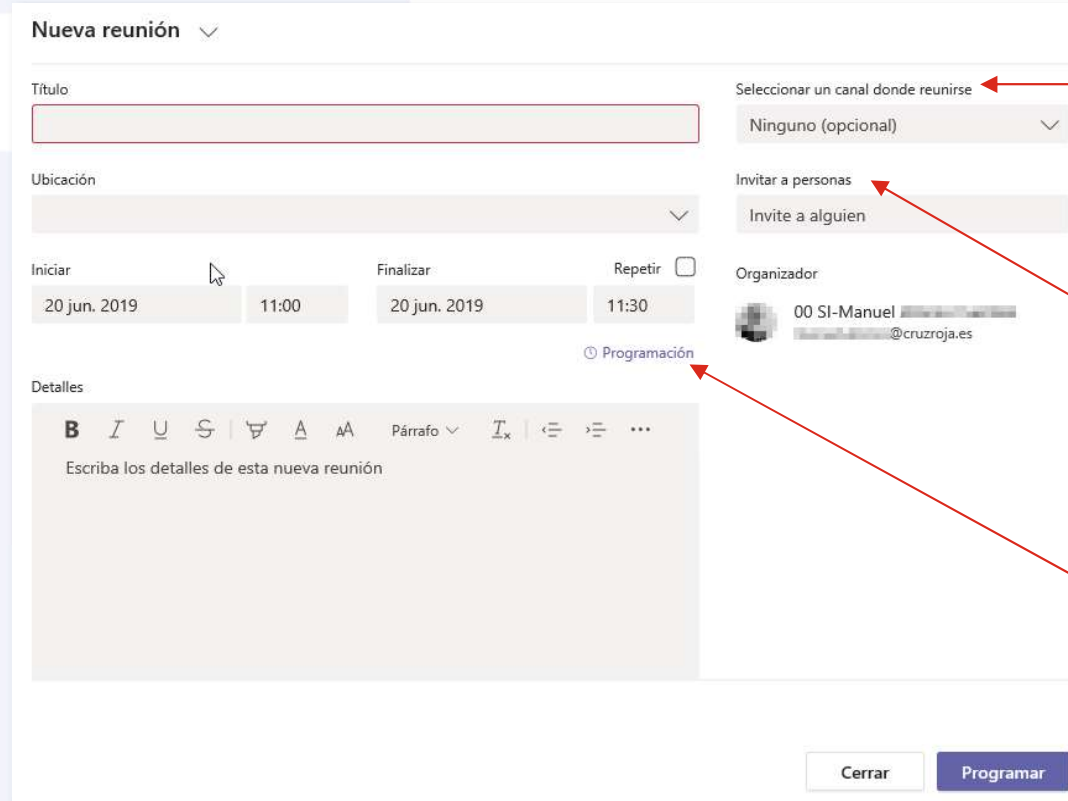 Nueva reunión
Título
Ubicación
Iniciar
Finalizar
Repetir
20 jun. 2019
11:00
20 jun. 2019
11:30
Programación
Detalles
B I U S A AA Párrafo Tx ...
Escriba los detalles de esta nueva reunión
Seleccionar un canal donde reunirse
Ninguno (opcional)
Invitar a personas
Invite a alguien
Organizador
00 SI-Manuel
@cruzroja.es
Cerrar
Programar